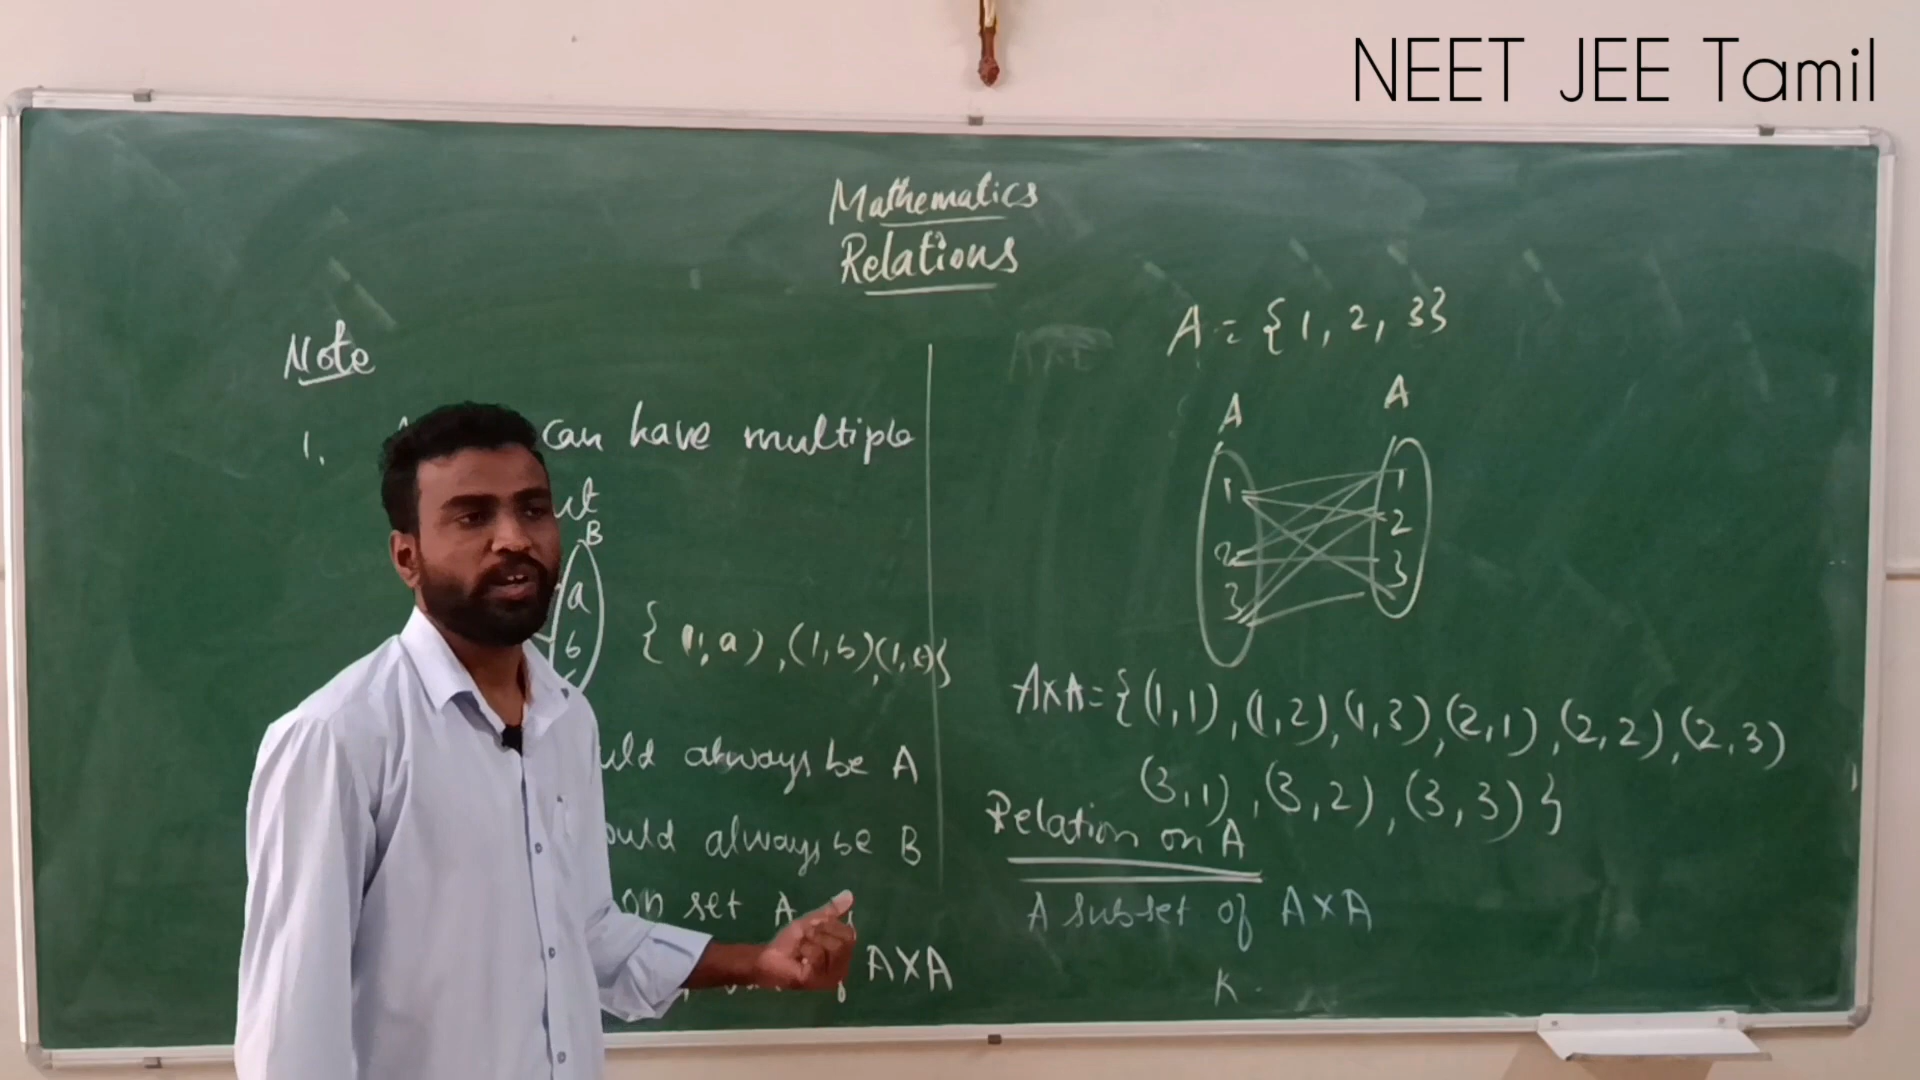 NEET JEE Tamil
Mathematics
Relations
Note
1. can have multiple
B
a
b
{(1,a),(1,b),(1,c)}
always be A
always be B
on set A
A×A
A = {1, 2, 3}
A A
1 1
2 2
3 3
A×A={(1,1),(1,2),(1,3),(2,1),(2,2),(2,3)
(3,1),(3,2),(3,3)}
Relation on A
A subset of A×A